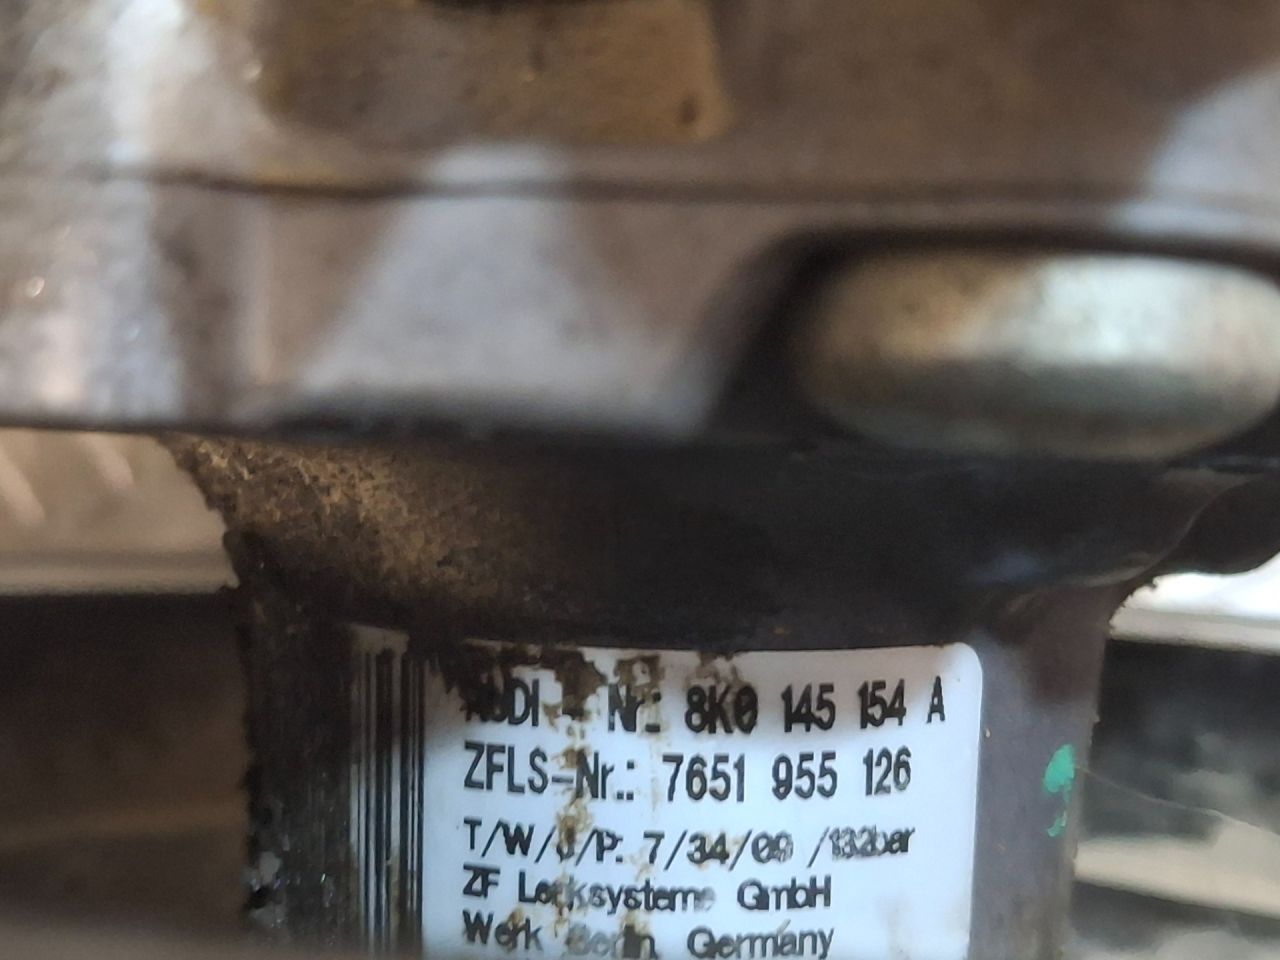 AUDI - Nr.: 8K0 145 154 A
ZFLS-Nr.: 7651 955 126
T/W/J/P: 7/34/09 /132bar
ZF Lenksysteme GmbH
Werk Berlin, Germany